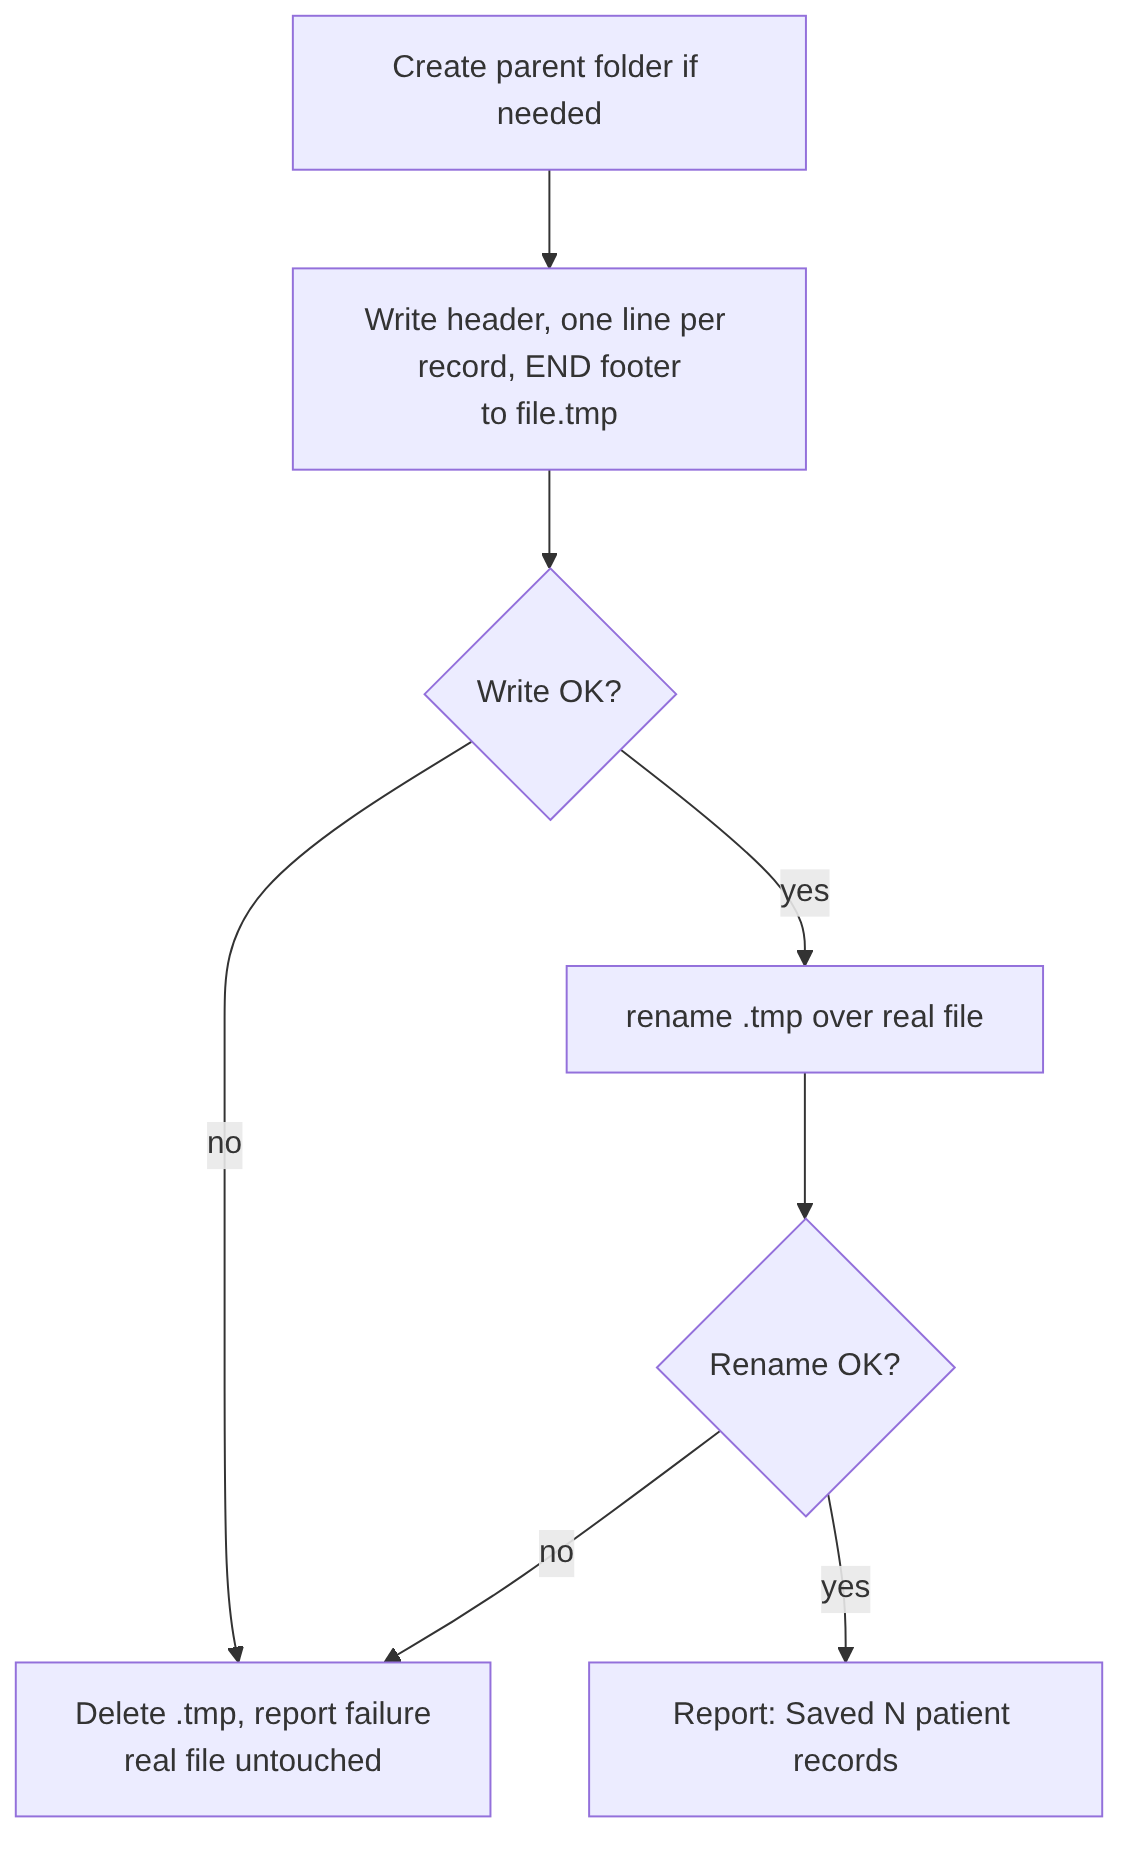 Create parent folder if
needed
Write header, one line per
record, END footer
to file.tmp
Write OK?
yes
rename .tmp over real file
no
Rename OK?
no
yes
Delete .tmp, report failure
real file untouched
Report: Saved N patient
records